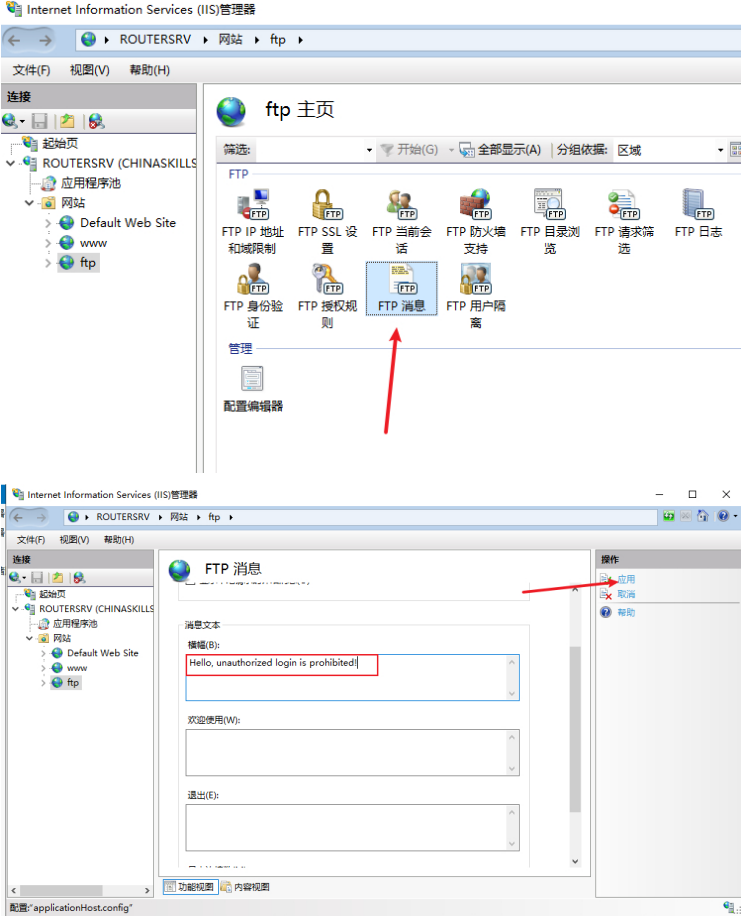 Internet Information Services (IIS)管理器
ROUTERSRV 网站 ftp
文件(F) 视图(V) 帮助(H)
连接
起始页
ROUTERSRV (CHINASKILLS
应用程序池
网站
Default Web Site
www
ftp
ftp 主页
筛选: 开始(G) 全部显示(A) 分组依据: 区域
FTP
FTP IP 地址和域限制
FTP SSL 设置
FTP 当前会话
FTP 防火墙支持
FTP 目录浏览
FTP 请求筛选
FTP 日志
FTP 身份验证
FTP 授权规则
FTP 消息
FTP 用户隔离
管理
配置编辑器
Internet Information Services (IIS)管理器
ROUTERSRV 网站 ftp
文件(F) 视图(V) 帮助(H)
连接
起始页
ROUTERSRV (CHINASKILLS
应用程序池
网站
Default Web Site
www
ftp
FTP 消息
消息文本
横幅(B):
Hello, unauthorized login is prohibited!
欢迎使用(W):
退出(E):
功能视图 内容视图
操作
应用
取消
帮助
配置:"applicationHost.config"